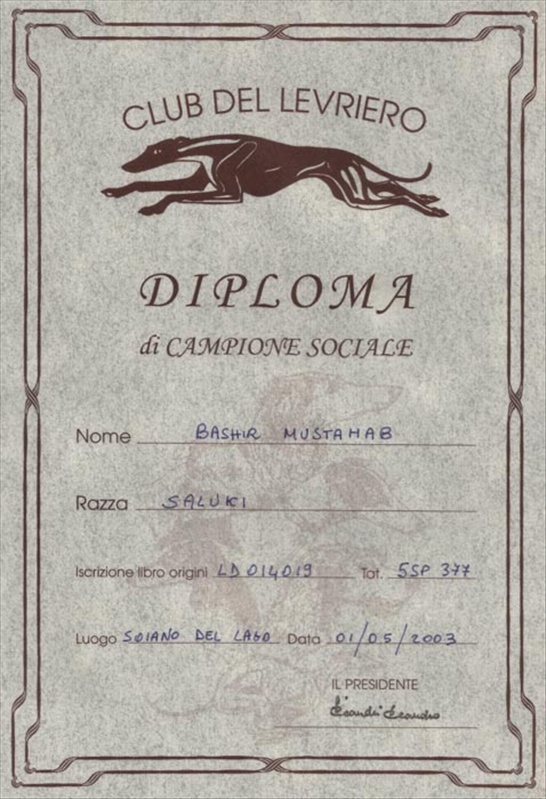 CLUB DEL LEVRIERO
DIPLOMA
di CAMPIONE SOCIALE
Nome BASHIR MUSTAHAB
Razza SALUKI
Iscrizione libro origini LD 014019 Tat. 5SP 377
Luogo SOIANO DEL LAGO Data 01/05/2003
IL PRESIDENTE